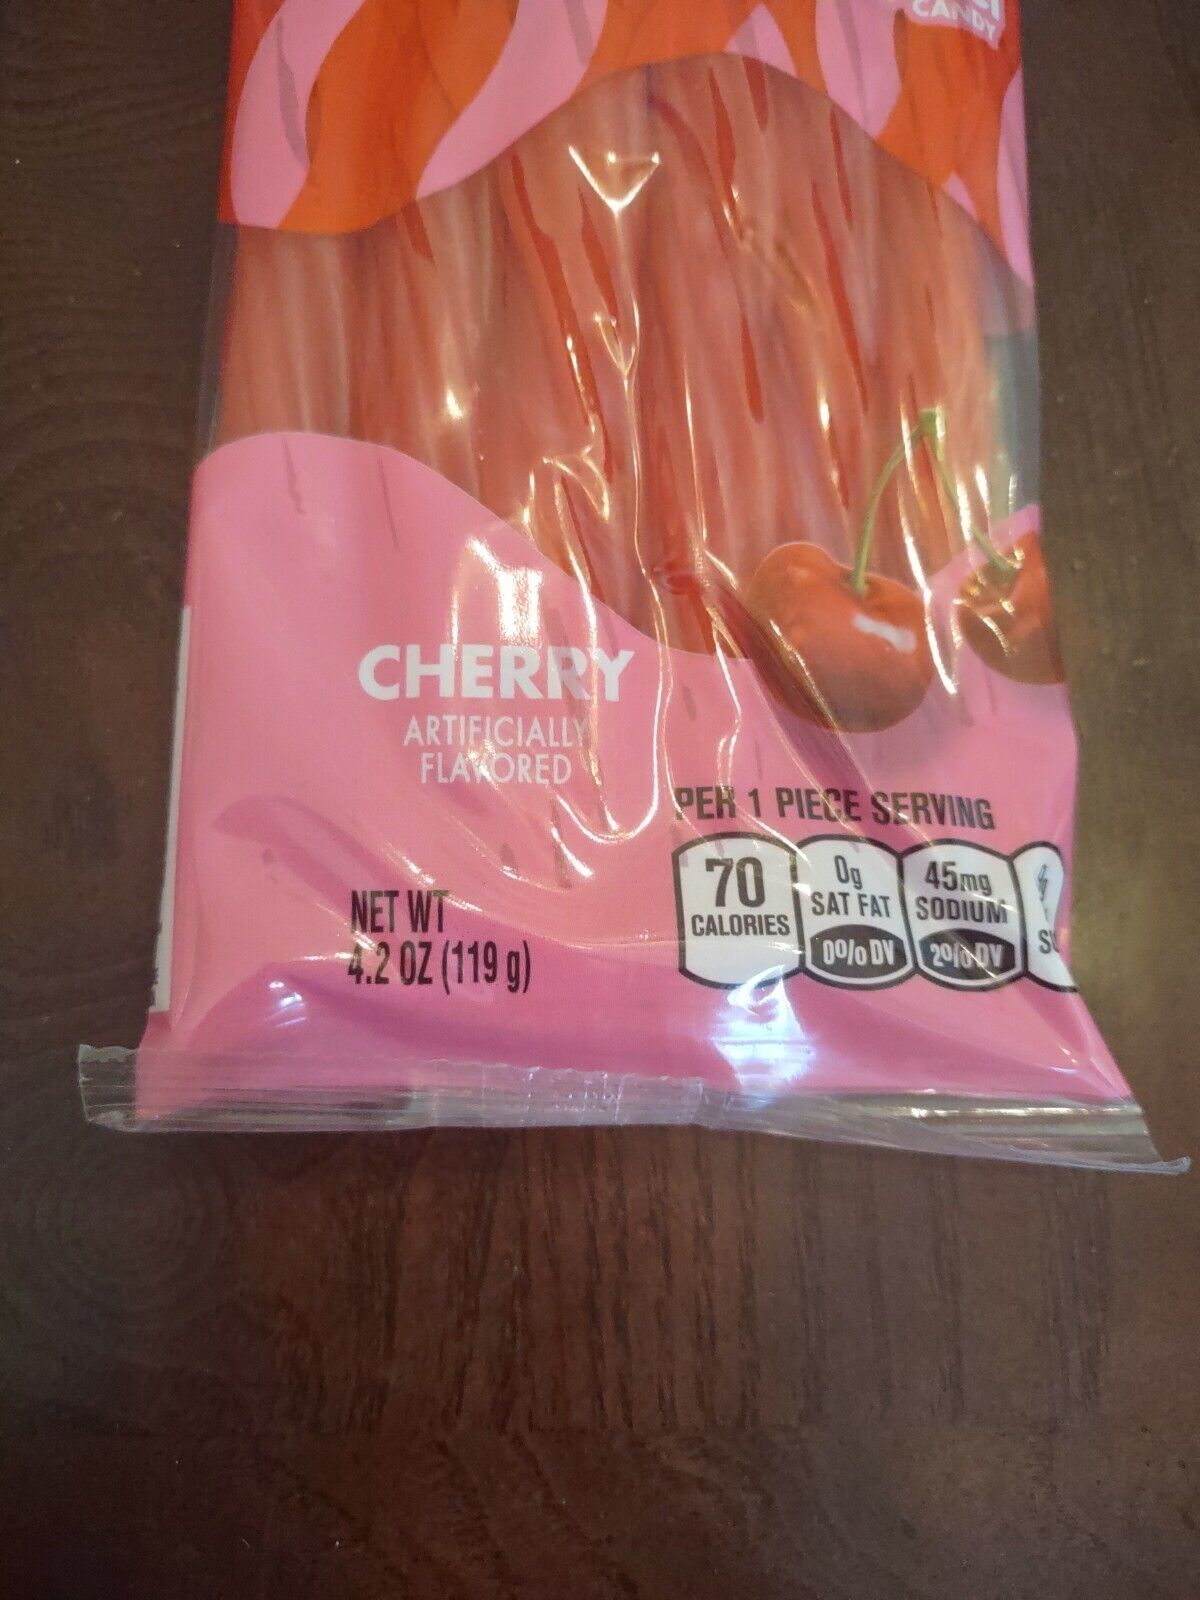 CANDY
CHERRY
ARTIFICIALLY
FLAVORED
PER 1 PIECE SERVING
70
CALORIES
0g
SAT FAT
0% DV
45mg
SODIUM
2% DV
NET WT
4.2 OZ (119 g)